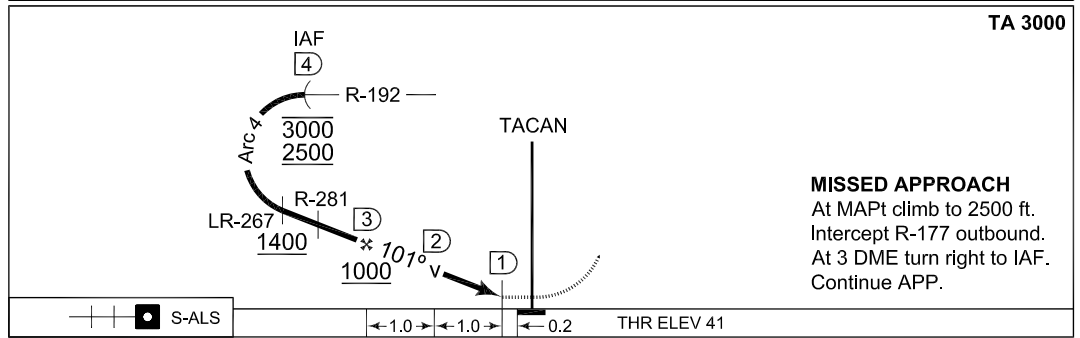 TA 3000
IAF
4
R-192
Arc 4
3000
2500
TACAN
R-281
LR-267
3
1400
101°
2
V
1
1000
MISSED APPROACH
At MAPt climb to 2500 ft.
Intercept R-177 outbound.
At 3 DME turn right to IAF.
Continue APP.
S-ALS
1.0
1.0
0.2
THR ELEV 41